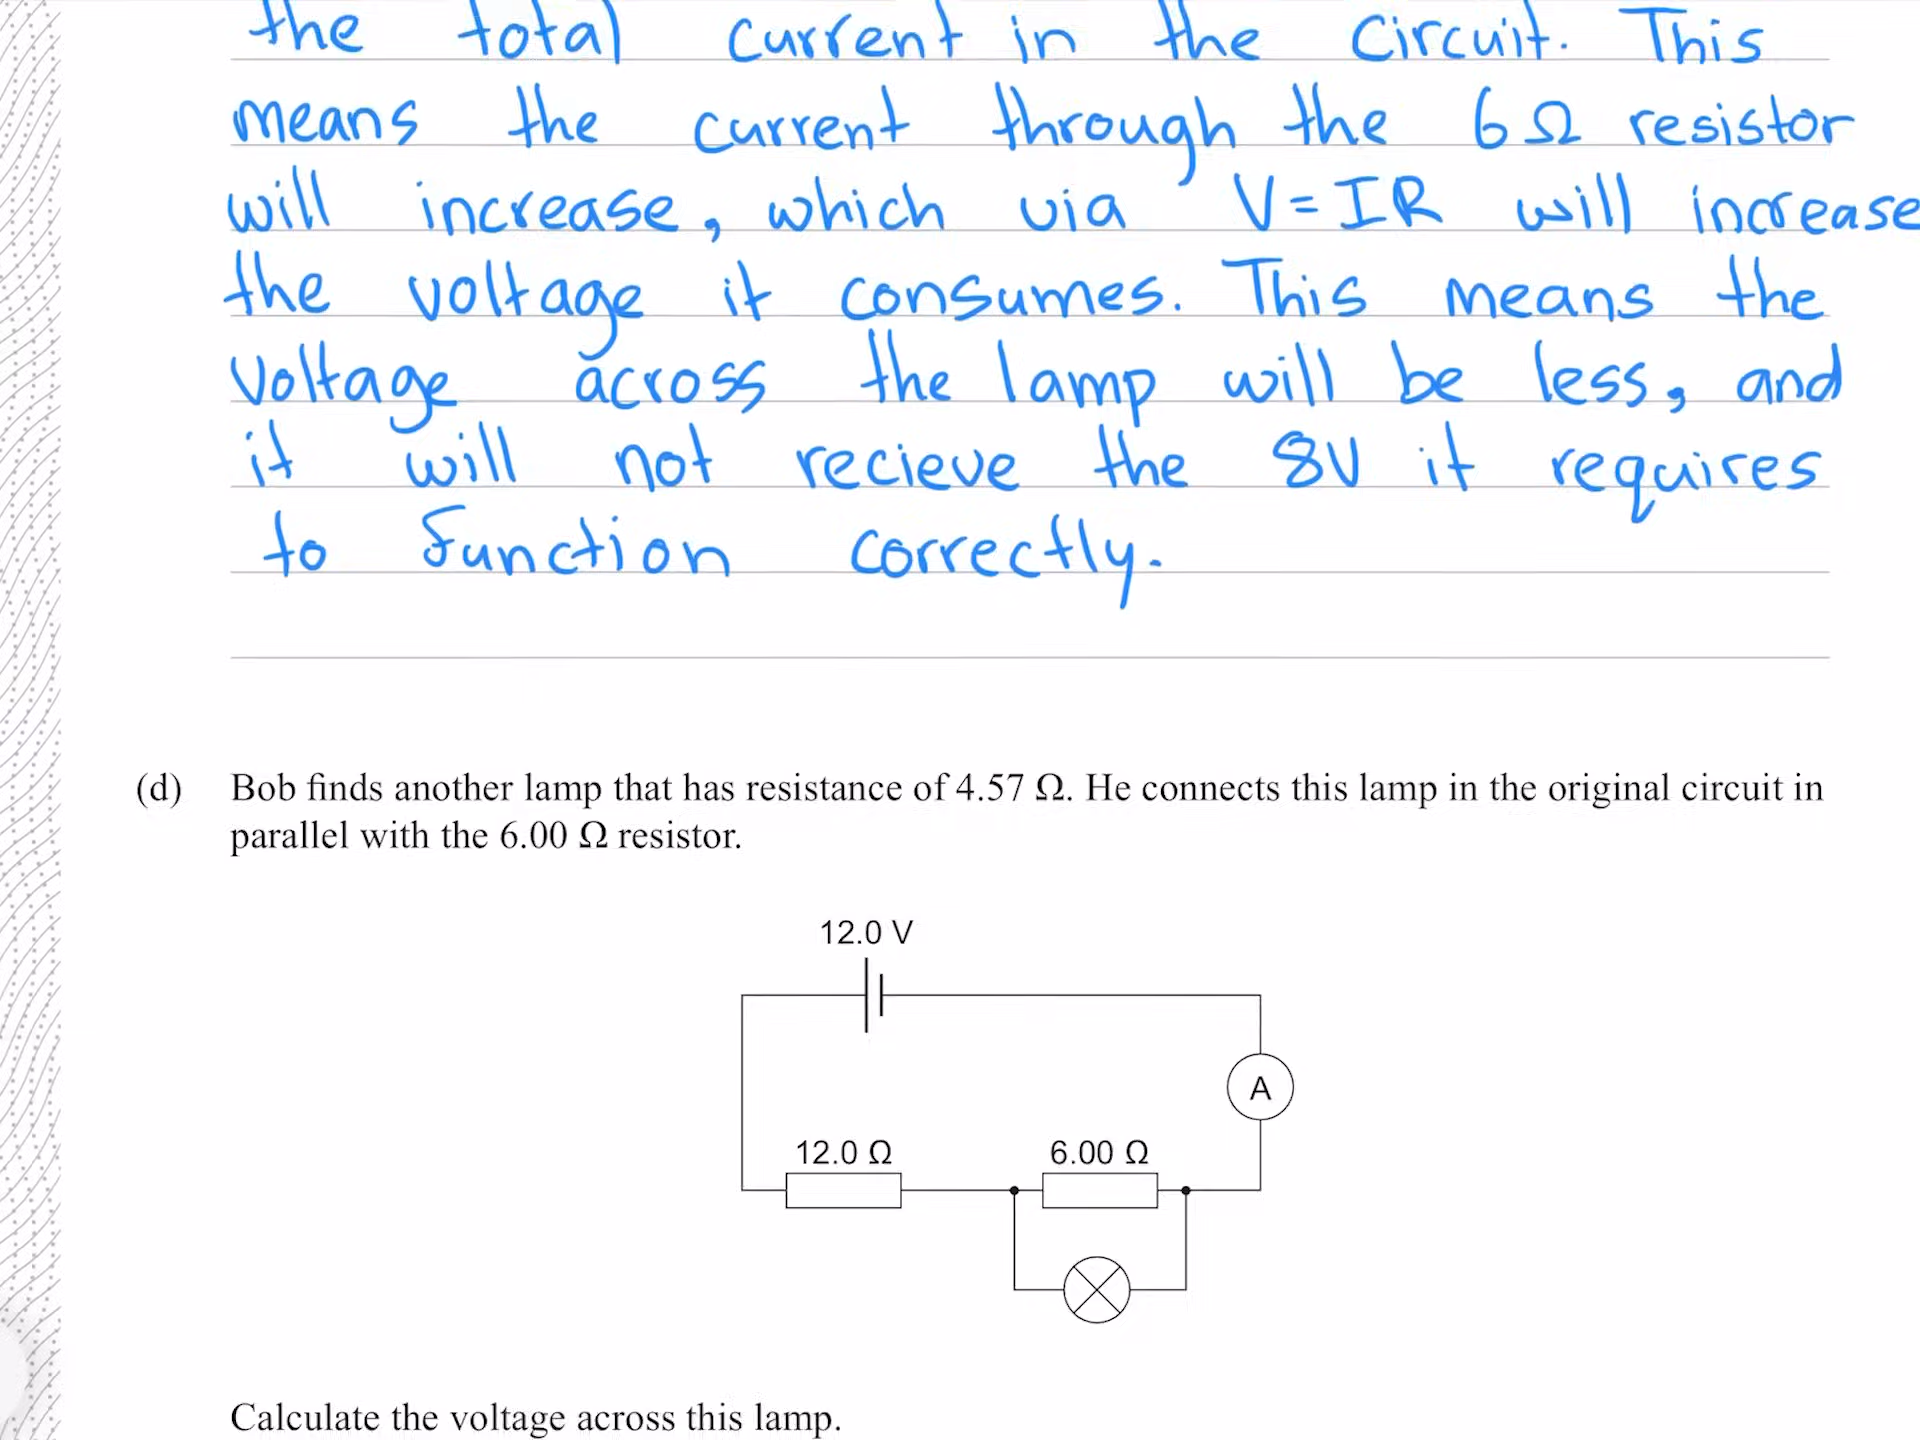 the total current in the circuit. This
means the current through the 6Ω resistor
will increase, which via V=IR will increase
the voltage it consumes. This means the
voltage across the lamp will be less, and
it will not recieve the 8V it requires
to function correctly.
(d) Bob finds another lamp that has resistance of 4.57 Ω. He connects this lamp in the original circuit in
parallel with the 6.00 Ω resistor.
12.0 V
A
12.0 Ω 6.00 Ω
Calculate the voltage across this lamp.